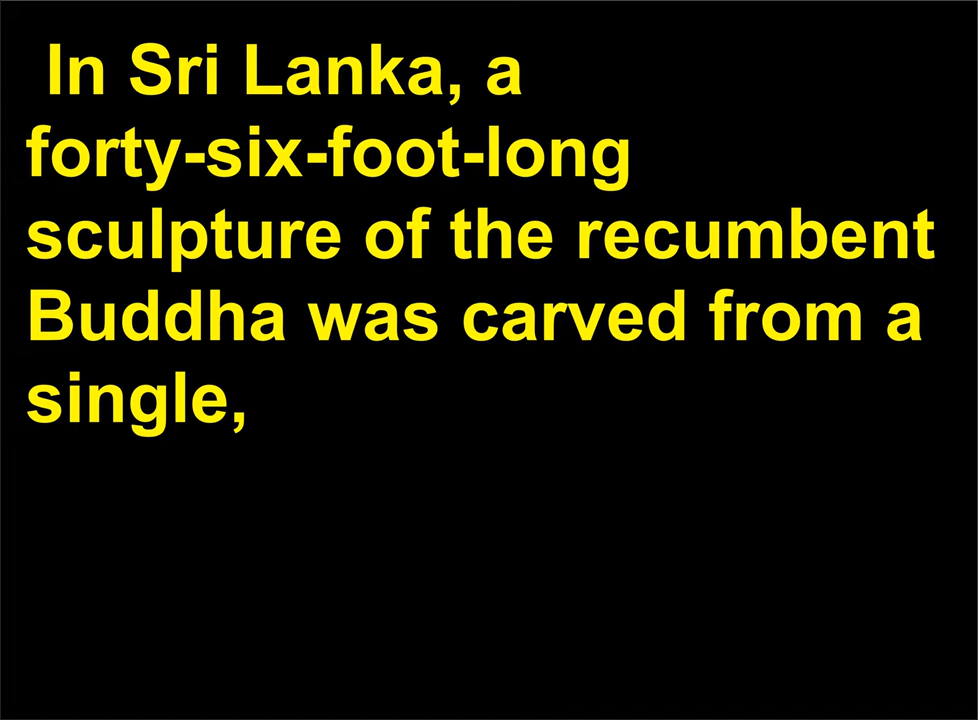 In Sri Lanka, a
forty-six-foot-long
sculpture of the recumbent
Buddha was carved from a
single,